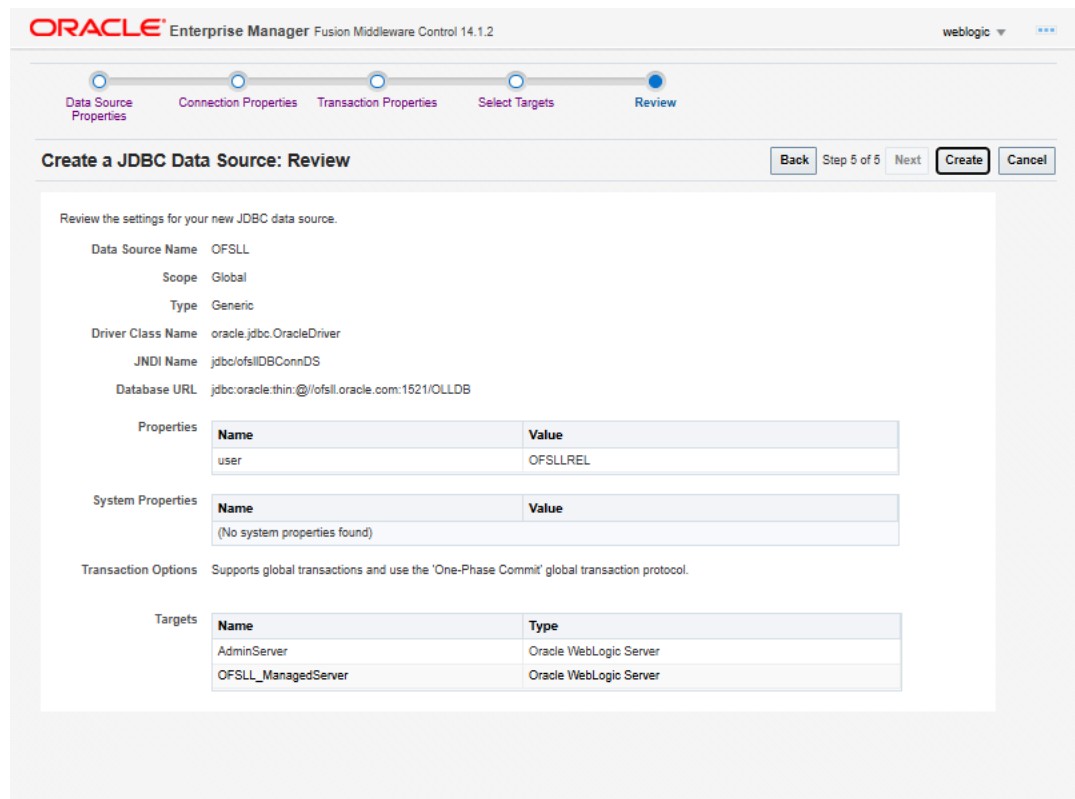 ORACLE Enterprise Manager Fusion Middleware Control 14.1.2 weblogic
Data Source Properties
Connection Properties
Transaction Properties
Select Targets
Review
Create a JDBC Data Source: Review
Back Step 5 of 5 Next Create Cancel
Review the settings for your new JDBC data source.
Data Source Name OFSLL
Scope Global
Type Generic
Driver Class Name oracle.jdbc.OracleDriver
JNDI Name jdbc/ofsllDBConnDS
Database URL jdbc:oracle:thin:@//ofsll.oracle.com:1521/OLLDB
Properties
Name Value
user OFSLLREL
System Properties
Name Value
(No system properties found)
Transaction Options Supports global transactions and use the 'One-Phase Commit' global transaction protocol.
Targets
Name Type
AdminServer Oracle WebLogic Server
OFSLL_ManagedServer Oracle WebLogic Server